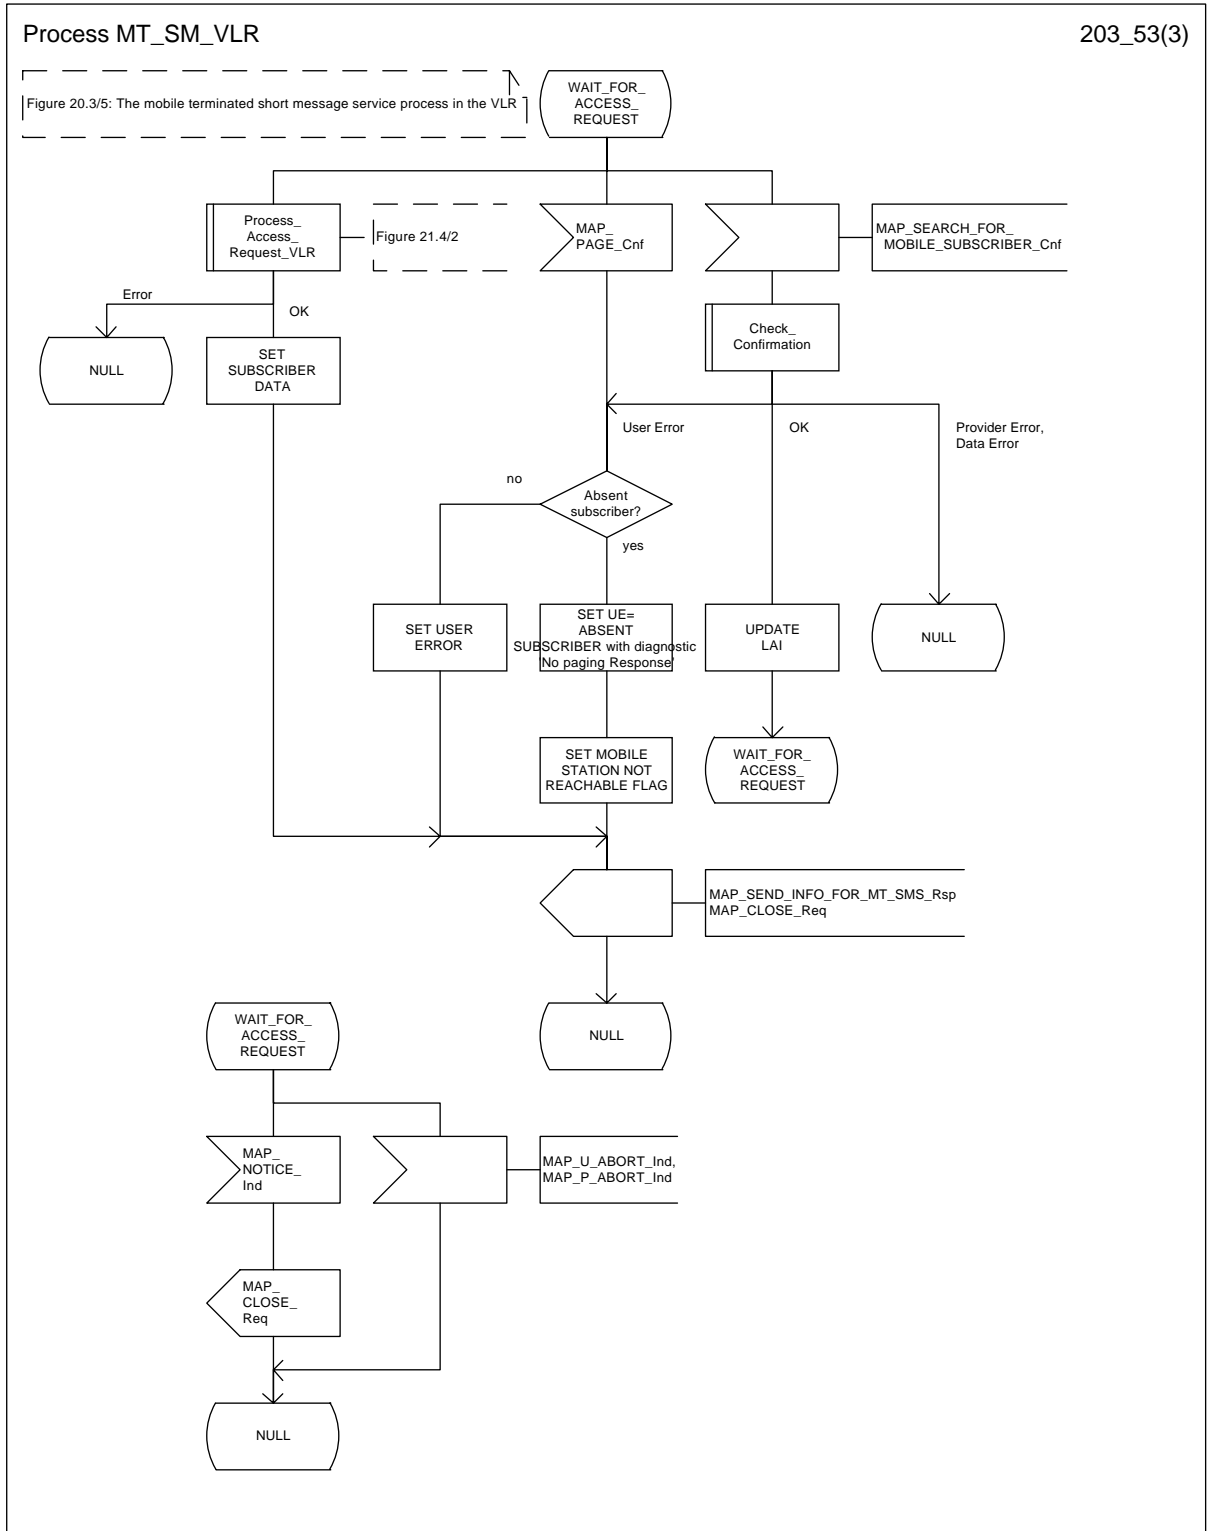 Process MT_SM_VLR
203_53(3)
Figure 20.3/5: The mobile terminated short message service process in the VLR
WAIT_FOR_
ACCESS_
REQUEST
Process_
Access_
Request_VLR
Figure 21.4/2
MAP_
PAGE_Cnf
MAP_SEARCH_FOR_
MOBILE_SUBSCRIBER_Cnf
Error
OK
NULL
SET
SUBSCRIBER
DATA
Check_
Confirmation
User Error
OK
Provider Error,
Data Error
no
Absent
subscriber?
yes
SET USER
ERROR
SET UE=
ABSENT
SUBSCRIBER with diagnostic
'No paging Response'
UPDATE
LAI
NULL
SET MOBILE
STATION NOT
REACHABLE FLAG
WAIT_FOR_
ACCESS_
REQUEST
MAP_SEND_INFO_FOR_MT_SMS_Rsp
MAP_CLOSE_Req
WAIT_FOR_
ACCESS_
REQUEST
NULL
MAP_
NOTICE_
Ind
MAP_U_ABORT_Ind,
MAP_P_ABORT_Ind
MAP_
CLOSE_
Req
NULL